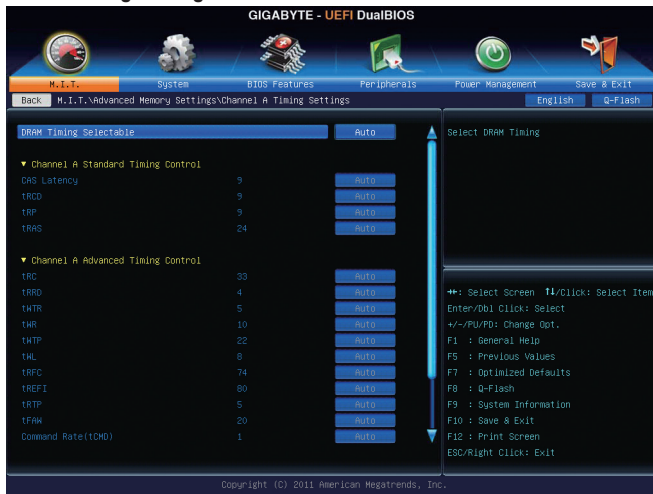 GIGABYTE - UEFI DualBIOS
M.I.T. System BIOS Features Peripherals Power Management Save & Exit
Back M.I.T.\Advanced Memory Settings\Channel A Timing Settings English Q-Flash
DRAM Timing Selectable Auto
Select DRAM Timing
▼ Channel A Standard Timing Control
CAS Latency 9 Auto
tRCD 9 Auto
tRP 9 Auto
tRAS 24 Auto
▼ Channel A Advanced Timing Control
tRC 33 Auto
tRRD 4 Auto
tWTR 5 Auto
tWR 10 Auto
tWTP 22 Auto
tWL 8 Auto
tRFC 74 Auto
tREFI 80 Auto
tRTP 5 Auto
tFAW 20 Auto
Command Rate(tCMD) 1 Auto
→←: Select Screen ↑↓/Click: Select Item
Enter/Dbl Click: Select
+/-/PU/PD: Change Opt.
F1 : General Help
F5 : Previous Values
F7 : Optimized Defaults
F8 : Q-Flash
F9 : System Information
F10 : Save & Exit
F12 : Print Screen
ESC/Right Click: Exit
Copyright (C) 2011 American Megatrends, Inc.